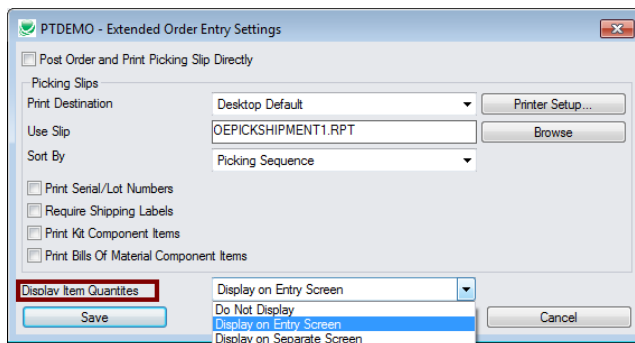 PTDEMO - Extended Order Entry Settings
Post Order and Print Picking Slip Directly
Picking Slips
Print Destination Desktop Default Printer Setup...
Use Slip OEPICKSHIPMENT1.RPT Browse
Sort By Picking Sequence
Print Serial/Lot Numbers
Require Shipping Labels
Print Kit Component Items
Print Bills Of Material Component Items
Display Item Quantites Display on Entry Screen
Do Not Display
Save Display on Entry Screen Cancel
Display on Separate Screen